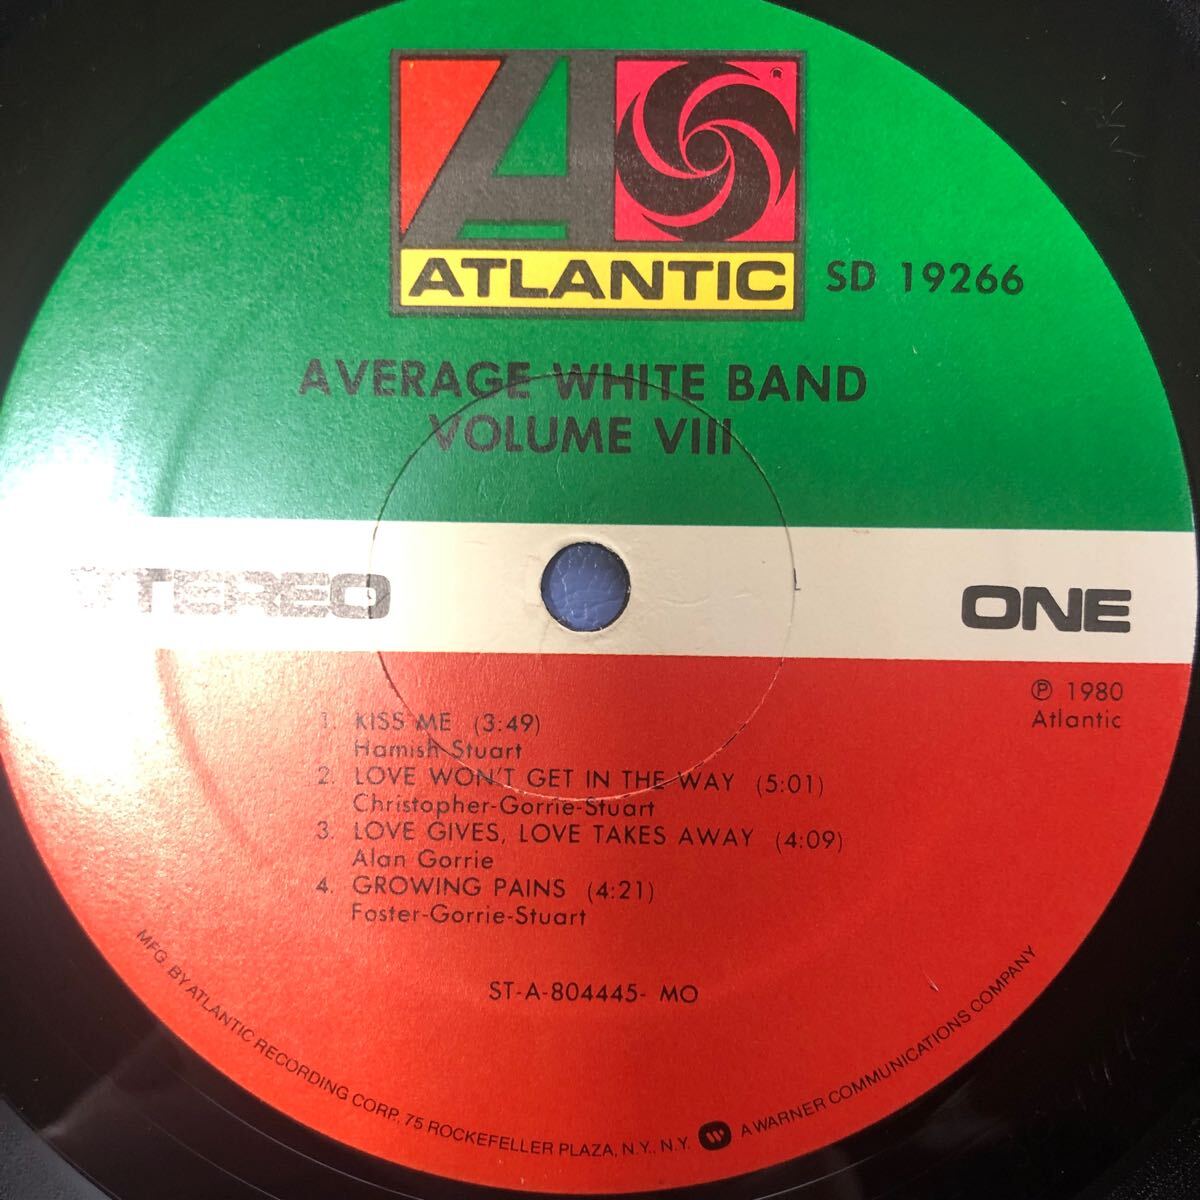 ATLANTIC
SD 19266
AVERAGE WHITE BAND
VOLUME VIII
STEREO
ONE
℗ 1980
Atlantic
1. KISS ME (3:49)
Hamish Stuart
2. LOVE WON'T GET IN THE WAY (5:01)
Christopher-Gorrie-Stuart
3. LOVE GIVES, LOVE TAKES AWAY (4:09)
Alan Gorrie
4. GROWING PAINS (4:21)
Foster-Gorrie-Stuart
ST-A-804445- MO
MFG. BY ATLANTIC RECORDING CORP., 75 ROCKEFELLER PLAZA, N.Y., N.Y. A WARNER COMMUNICATIONS COMPANY